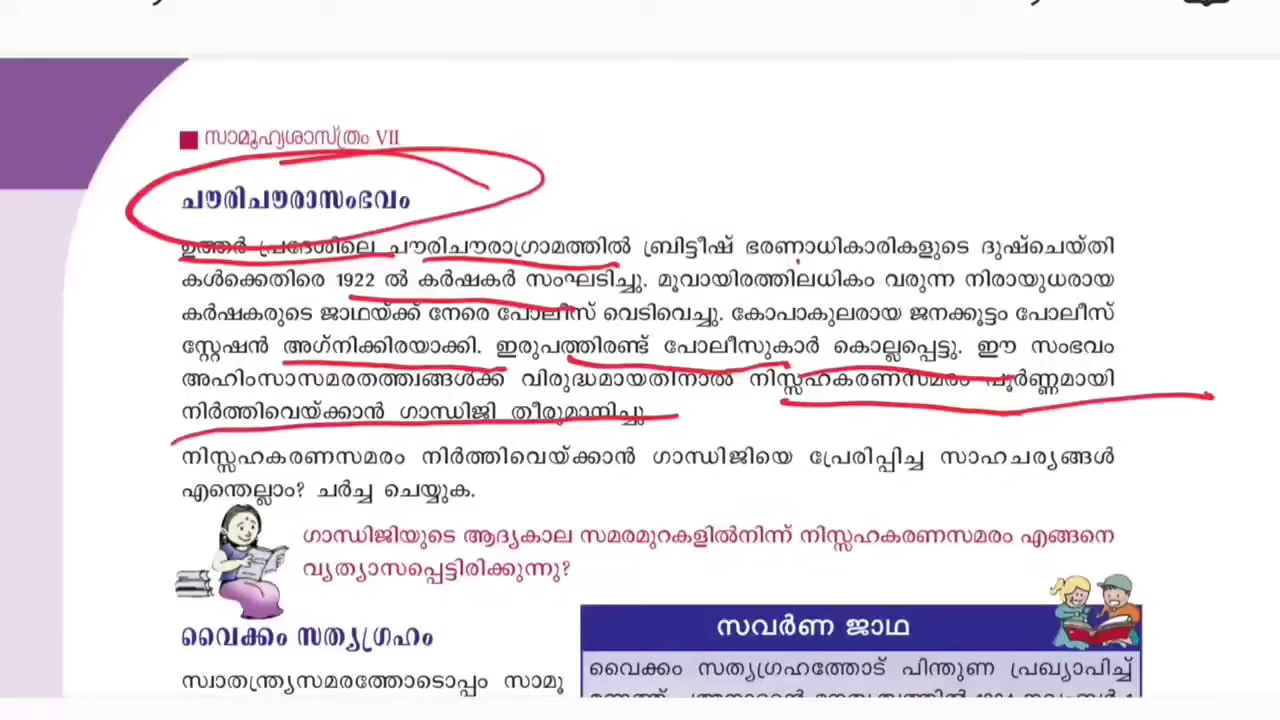 സാമൂഹ്യശാസ്ത്രം VII
ചൗരിചൗരാസംഭവം
ഉത്തർ പ്രദേശിലെ ചൗരിചൗരാഗ്രാമത്തിൽ ബ്രിട്ടീഷ് ഭരണാധികാരികളുടെ ദുഷ്ചെയ്തി
കൾക്കെതിരെ 1922 ൽ കർഷകർ സംഘടിച്ചു. മൂവായിരത്തിലധികം വരുന്ന നിരായുധരായ
കർഷകരുടെ ജാഥയ്ക്ക് നേരെ പോലീസ് വെടിവെച്ചു. കോപാകുലരായ ജനക്കൂട്ടം പോലീസ്
സ്റ്റേഷൻ അഗ്നിക്കിരയാക്കി. ഇരുപത്തിരണ്ട് പോലീസുകാർ കൊല്ലപ്പെട്ടു. ഈ സംഭവം
അഹിംസാസമരതത്ത്വങ്ങൾക്ക് വിരുദ്ധമായതിനാൽ നിസ്സഹകരണസമരം പൂർണ്ണമായി
നിർത്തിവെയ്ക്കാൻ ഗാന്ധിജി തീരുമാനിച്ചു
നിസ്സഹകരണസമരം നിർത്തിവെയ്ക്കാൻ ഗാന്ധിജിയെ പ്രേരിപ്പിച്ച സാഹചര്യങ്ങൾ
എന്തെല്ലാം? ചർച്ച ചെയ്യുക.
ഗാന്ധിജിയുടെ ആദ്യകാല സമരമുറകളിൽനിന്ന് നിസ്സഹകരണസമരം എങ്ങനെ
വ്യത്യാസപ്പെട്ടിരിക്കുന്നു?
വൈക്കം സത്യഗ്രഹം
സവർണ ജാഥ
സ്വാതന്ത്ര്യസമരത്തോടൊപ്പം സാമൂ
വൈക്കം സത്യഗ്രഹത്തോട് പിന്തുണ പ്രഖ്യാപിച്ച്